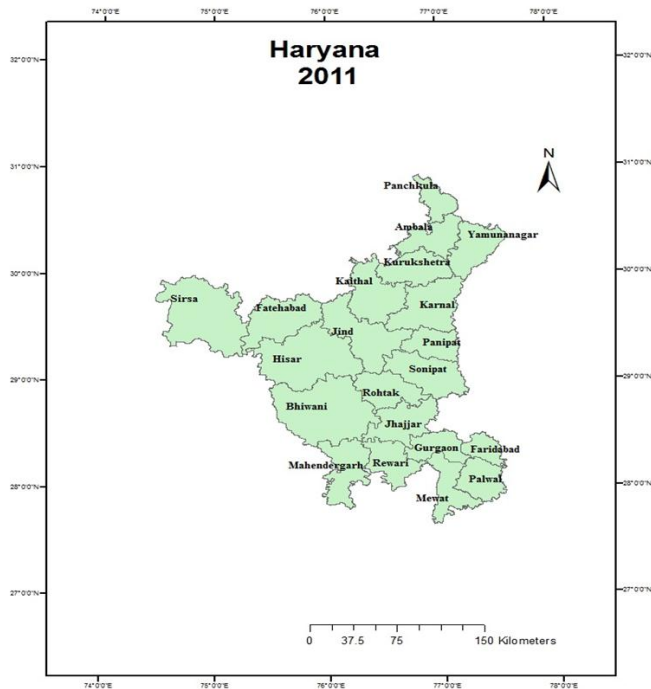 74°0'0"E 75°0'0"E 76°0'0"E 77°0'0"E 78°0'0"E
Haryana
2011
32°0'0"N 32°0'0"N
31°0'0"N 31°0'0"N
N
Panchkula
Ambala
Yamunanagar
Kurukshetra
30°0'0"N 30°0'0"N
Kaithal
Sirsa
Fatehabad
Karnal
Jind
Panipat
Hisar
Sonipat
29°0'0"N 29°0'0"N
Rohtak
Bhiwani
Jhajjar
Gurgaon
Faridabad
Mahendergarh
Rewari
Palwal
28°0'0"N 28°0'0"N
Mewat
27°0'0"N 27°0'0"N
0 37.5 75 150 Kilometers
74°0'0"E 75°0'0"E 76°0'0"E 77°0'0"E 78°0'0"E